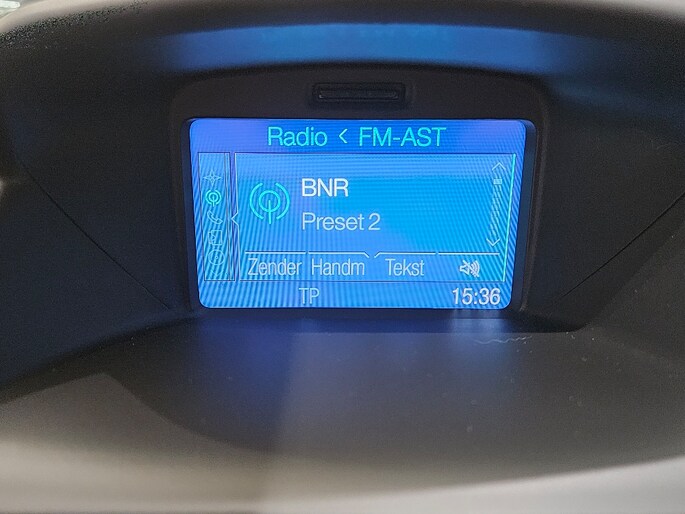 Radio < FM-AST
BNR
Preset 2
Zender Handm Tekst
TP 15:36